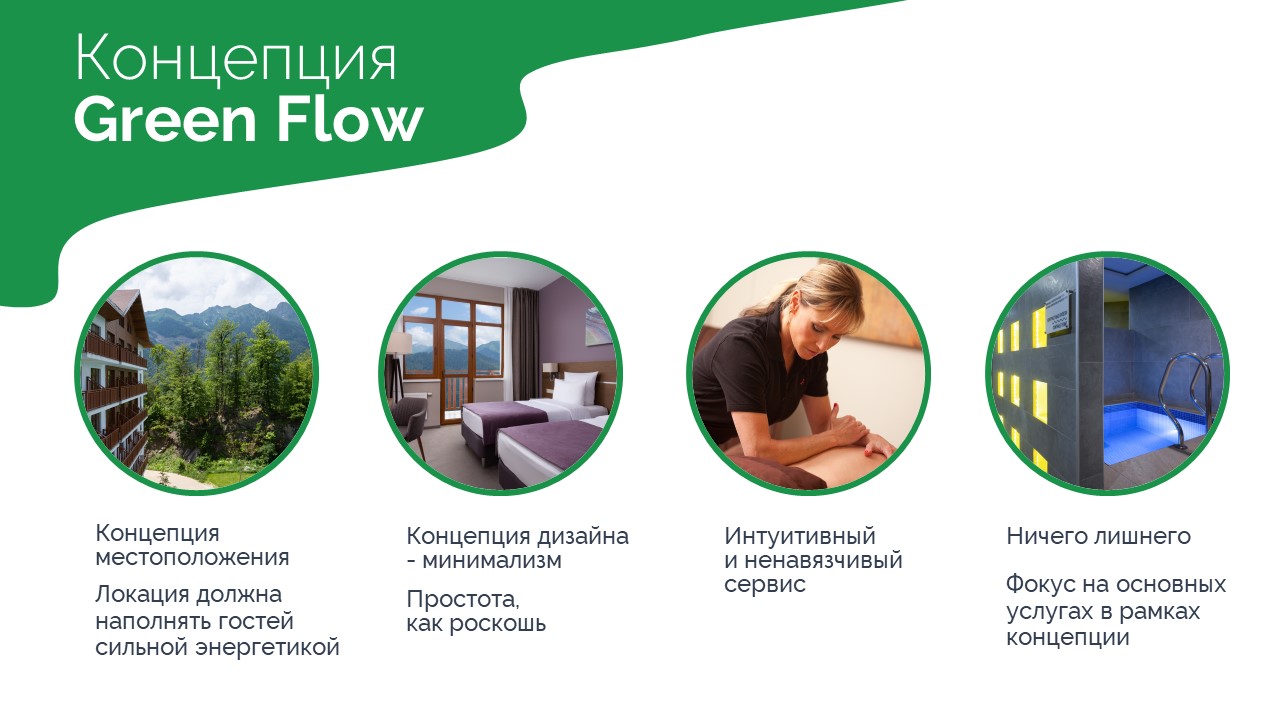 Концепция
Green Flow
Концепция
местоположения
Локация должна
наполнять гостей
сильной энергетикой
Концепция дизайна
- минимализм
Простота,
как роскошь
Интуитивный
и ненавязчивый
сервис
Ничего лишнего
Фокус на основных
услугах в рамках
концепции